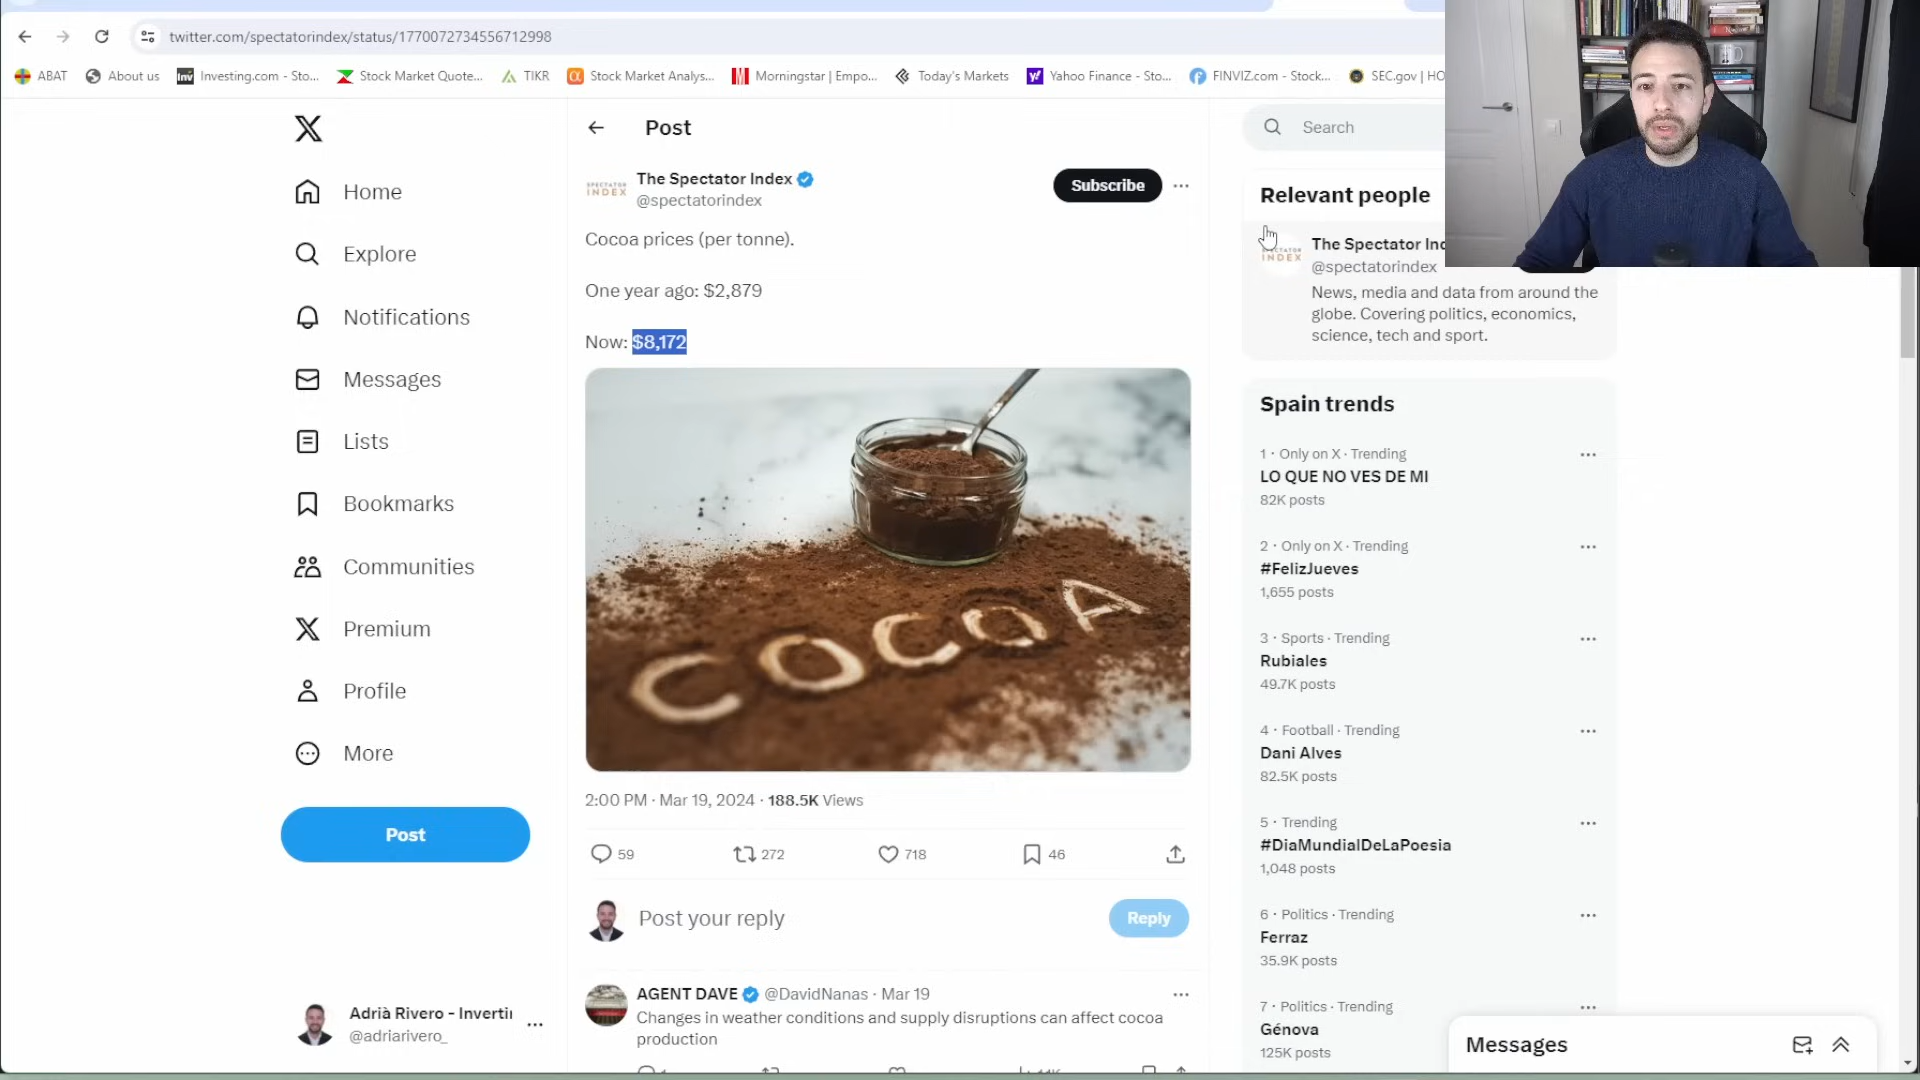 twitter.com/spectatorindex/status/1770072734556712998
ABAT
About us
Investing.com - Sto...
Stock Market Quote...
TIKR
Stock Market Analys...
Morningstar | Empo...
Today's Markets
Yahoo Finance - Sto...
FINVIZ.com - Stock...
SEC.gov | HO
Home
Explore
Notifications
Messages
Lists
Bookmarks
Communities
Premium
Profile
More
Post
Adrià Rivero - Invertir
@adriarivero_
Post
SPECTATOR
INDEX
The Spectator Index
@spectatorindex
Subscribe
Cocoa prices (per tonne).
One year ago: $2,879
Now: $8,172
COCOA
2:00 PM · Mar 19, 2024 · 188.5K Views
59
272
718
46
Post your reply
Reply
AGENT DAVE @DavidNanas · Mar 19
Changes in weather conditions and supply disruptions can affect cocoa
production
Search
Relevant people
INDEX
The Spectator Ind
@spectatorindex
News, media and data from around the
globe. Covering politics, economics,
science, tech and sport.
Spain trends
1 · Only on X · Trending
LO QUE NO VES DE MI
82K posts
2 · Only on X · Trending
#FelizJueves
1,655 posts
3 · Sports · Trending
Rubiales
49.7K posts
4 · Football · Trending
Dani Alves
82.5K posts
5 · Trending
#DiaMundialDeLaPoesia
1,048 posts
6 · Politics · Trending
Ferraz
35.9K posts
7 · Politics · Trending
Génova
125K posts
Messages